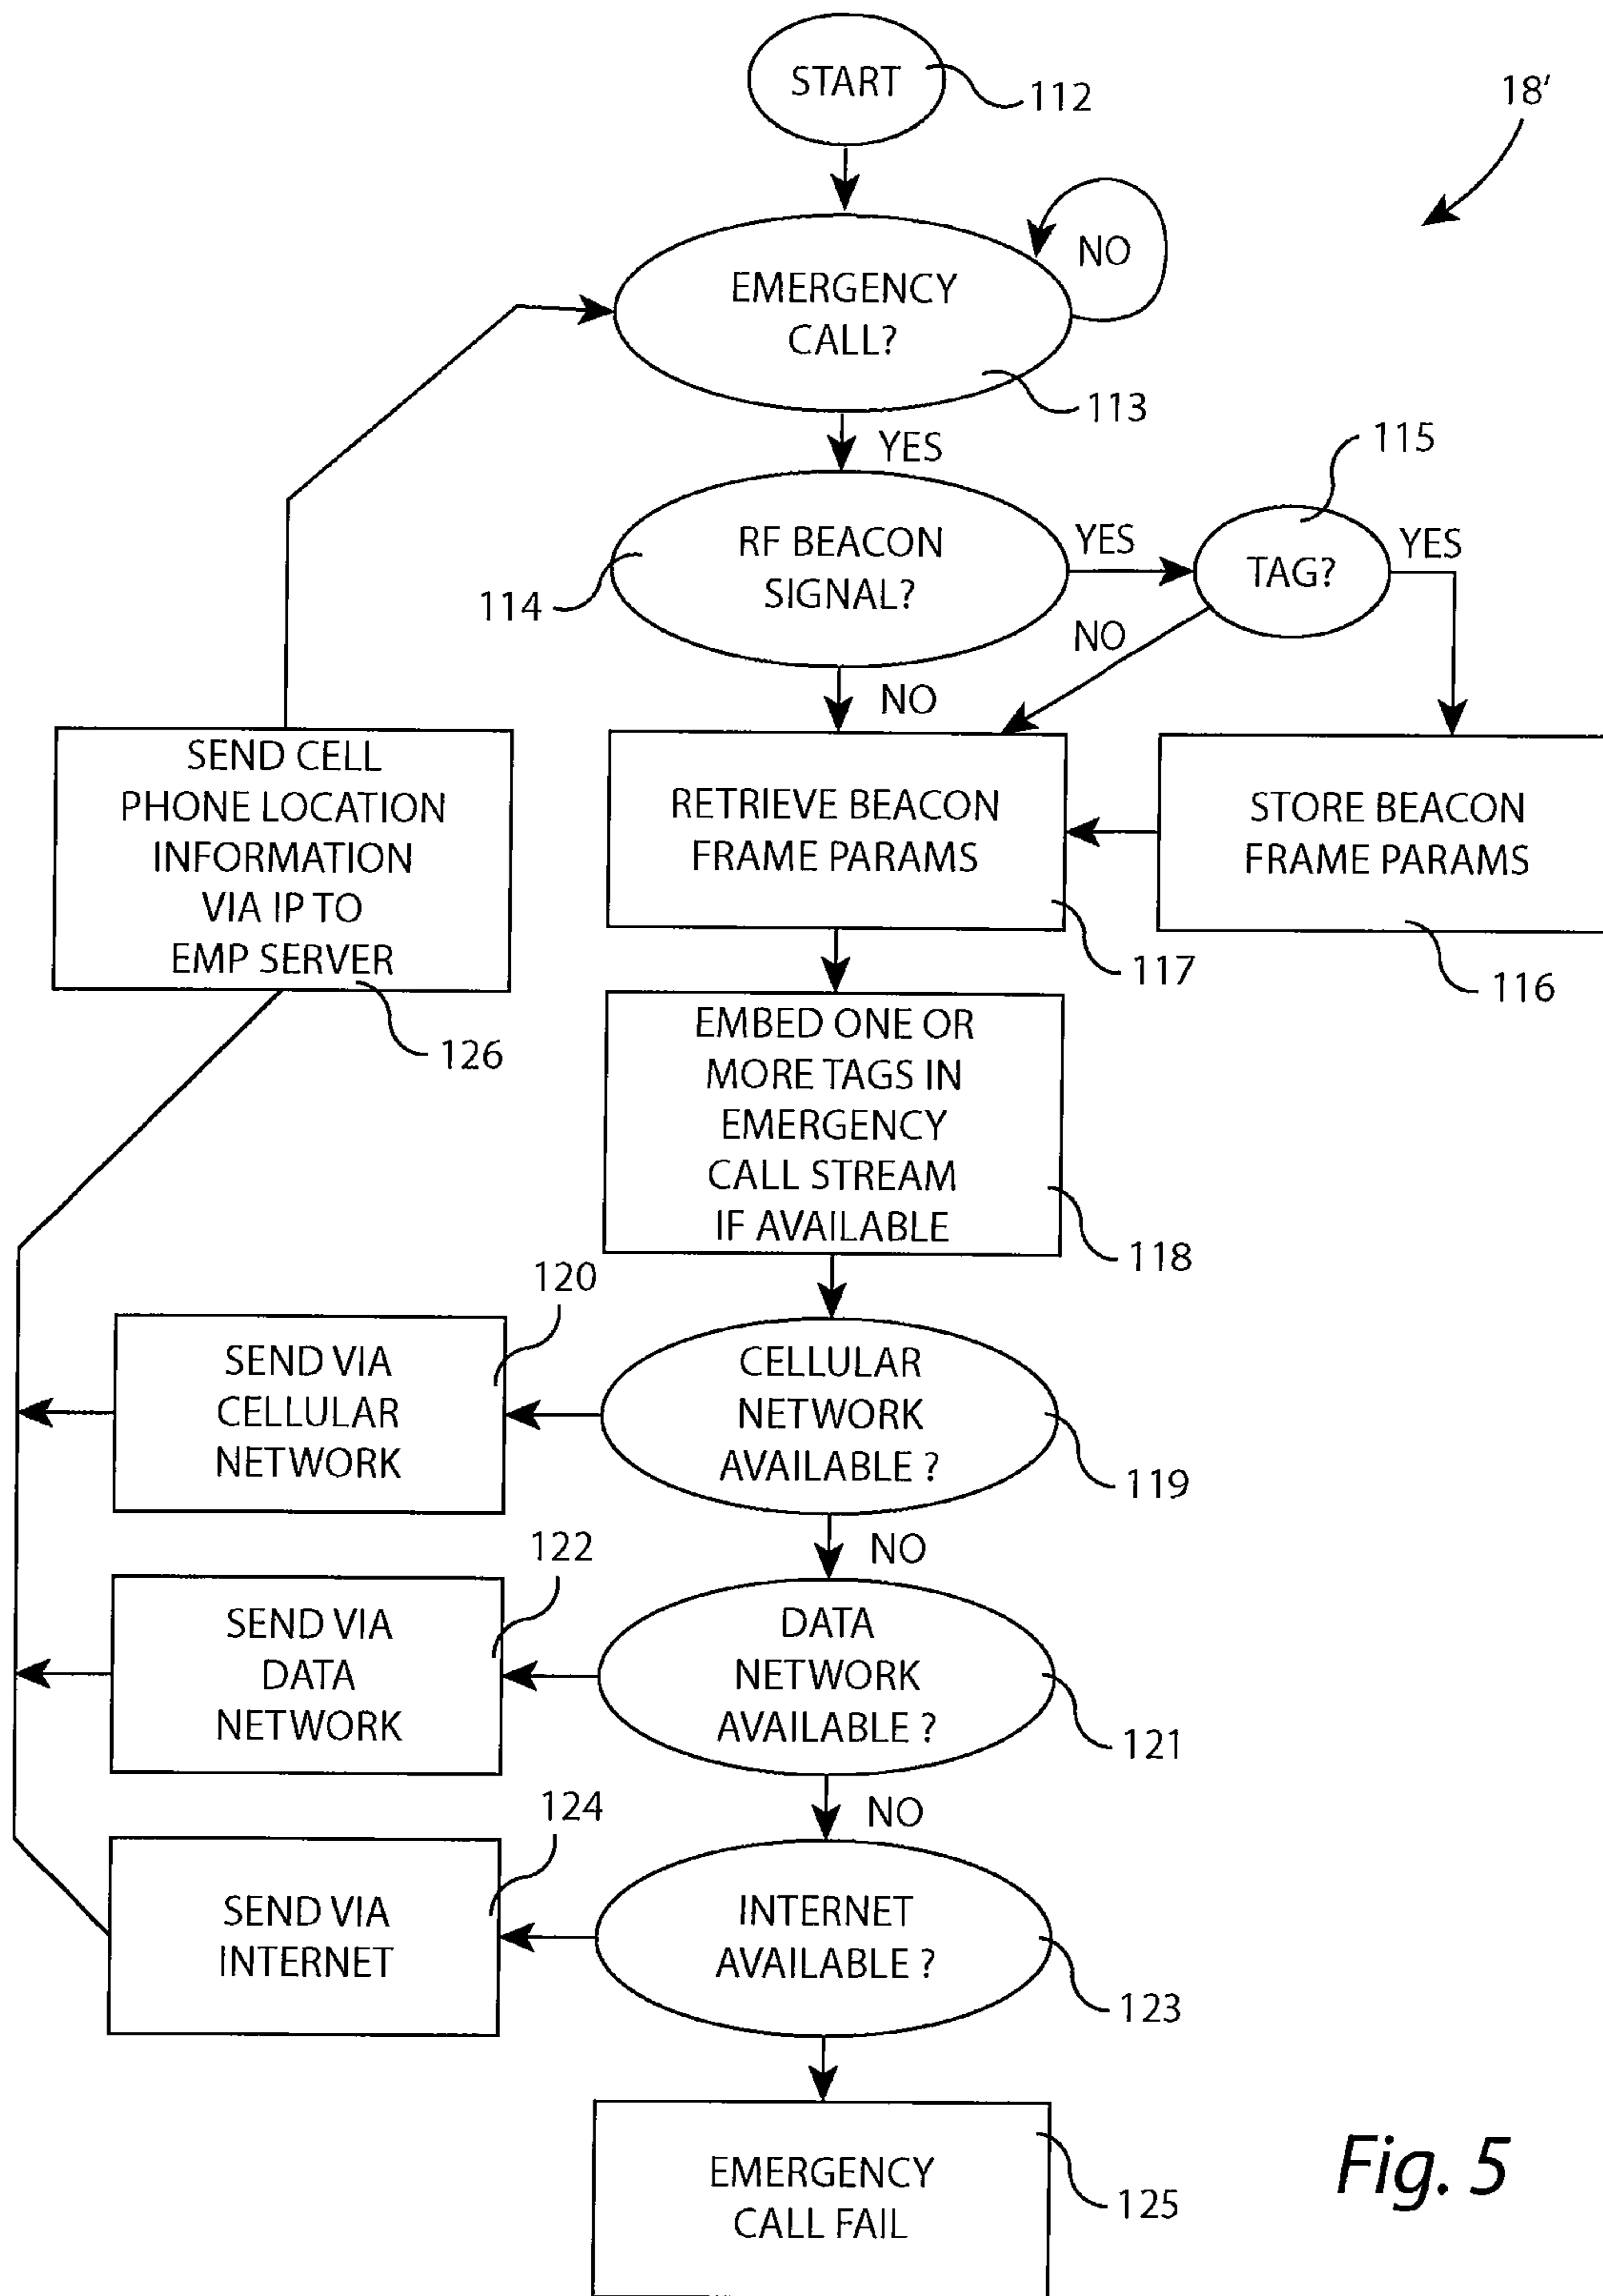 START
112
18'
EMERGENCY
CALL?
NO
113
YES
RF BEACON
SIGNAL?
114
YES
115
TAG?
YES
NO
NO
SEND CELL
PHONE LOCATION
INFORMATION
VIA IP TO
EMP SERVER
126
RETRIEVE BEACON
FRAME PARAMS
117
STORE BEACON
FRAME PARAMS
116
EMBED ONE OR
MORE TAGS IN
EMERGENCY
CALL STREAM
IF AVAILABLE
118
120
SEND VIA
CELLULAR
NETWORK
CELLULAR
NETWORK
AVAILABLE ?
119
NO
122
SEND VIA
DATA
NETWORK
DATA
NETWORK
AVAILABLE ?
121
NO
124
SEND VIA
INTERNET
INTERNET
AVAILABLE ?
123
EMERGENCY
CALL FAIL
125
Fig. 5